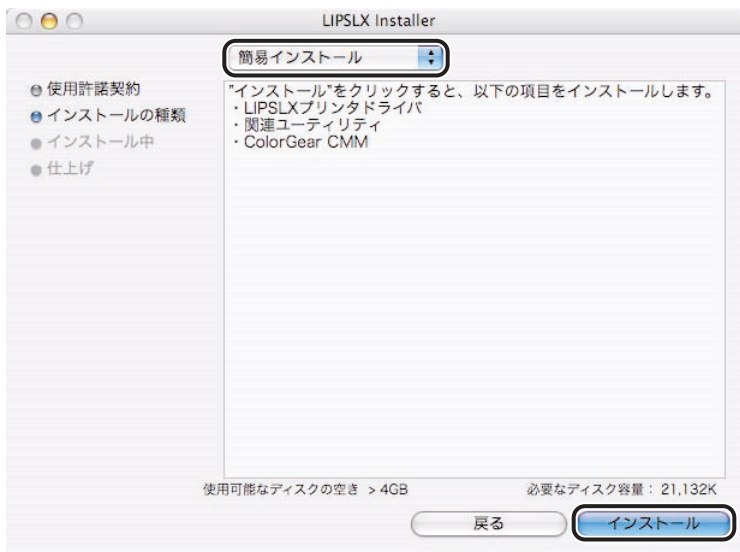 LIPSLX Installer
簡易インストール
使用許諾契約
インストールの種類
インストール中
仕上げ
"インストール"をクリックすると、以下の項目をインストールします。
・LIPSLXプリンタドライバ
・関連ユーティリティ
・ColorGear CMM
使用可能なディスクの空き > 4GB
必要なディスク容量： 21,132K
戻る
インストール